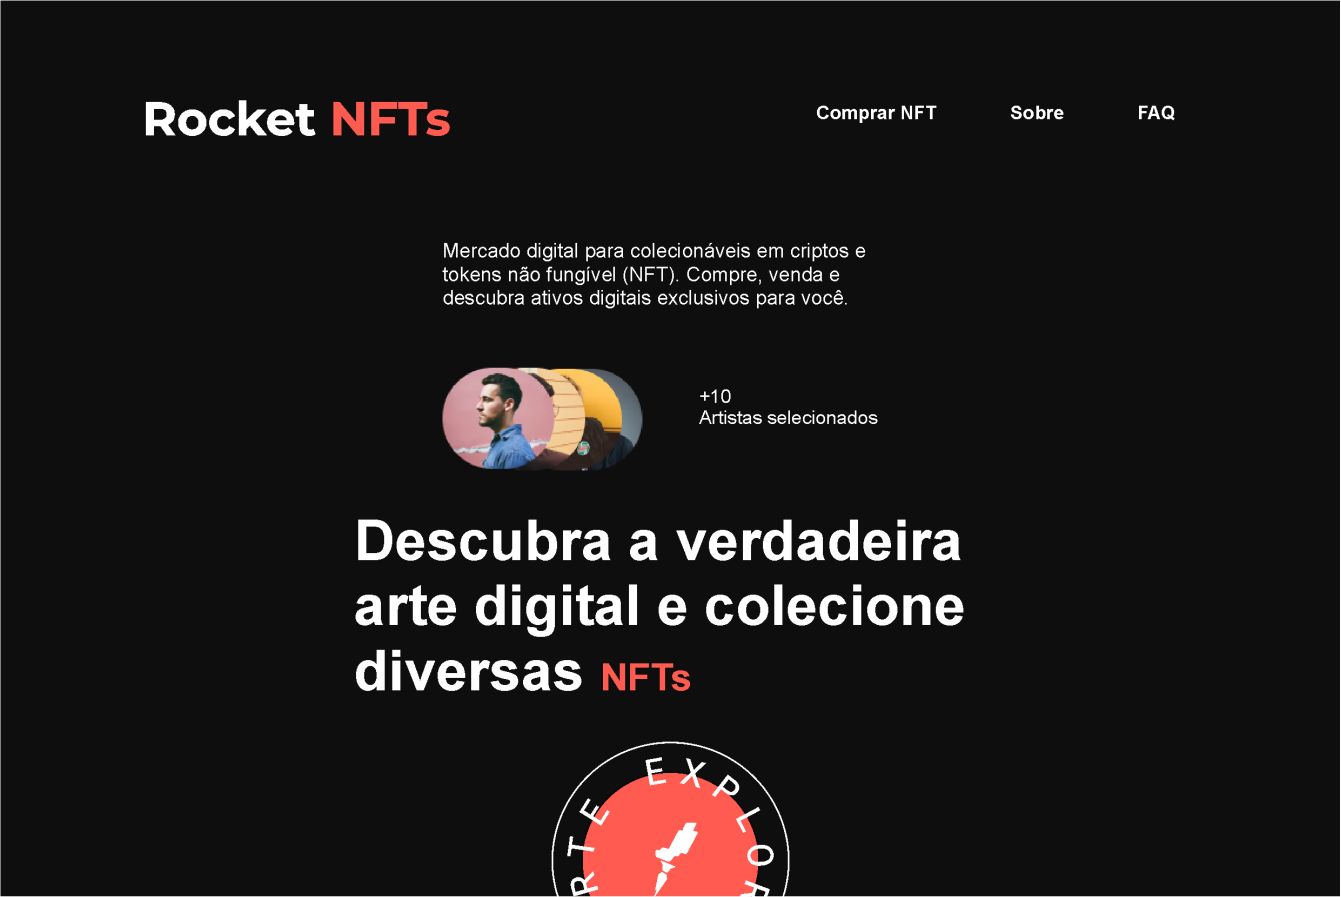 Rocket NFTs
Comprar NFT
Sobre
FAQ
Mercado digital para colecionáveis em criptos e
tokens não fungível (NFT). Compre, venda e
descubra ativos digitais exclusivos para você.
+10
Artistas selecionados
Descubra a verdadeira
arte digital e colecione
diversas NFTs
RTE EXPLOR